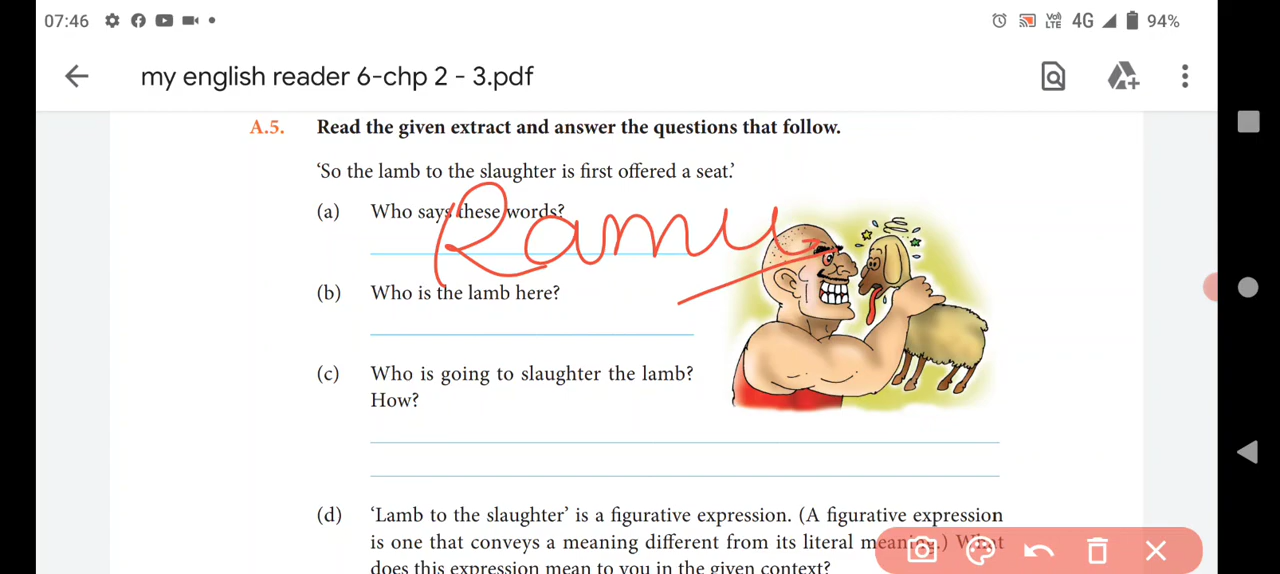 07:46 4G 94%
my english reader 6-chp 2 - 3.pdf
A.5. Read the given extract and answer the questions that follow.
‘So the lamb to the slaughter is first offered a seat.’
(a) Who says these words?
Ramu
(b) Who is the lamb here?
(c) Who is going to slaughter the lamb?
How?
(d) ‘Lamb to the slaughter’ is a figurative expression. (A figurative expression
is one that conveys a meaning different from its literal meaning.) What
does this expression mean to you in the given context?